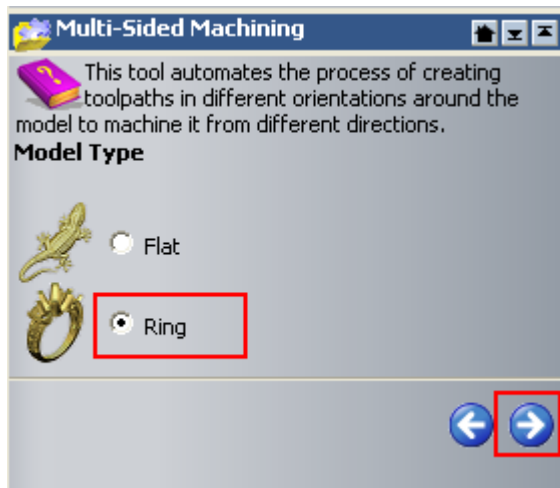 Multi-Sided Machining
This tool automates the process of creating
toolpaths in different orientations around the
model to machine it from different directions.
Model Type
Flat
Ring